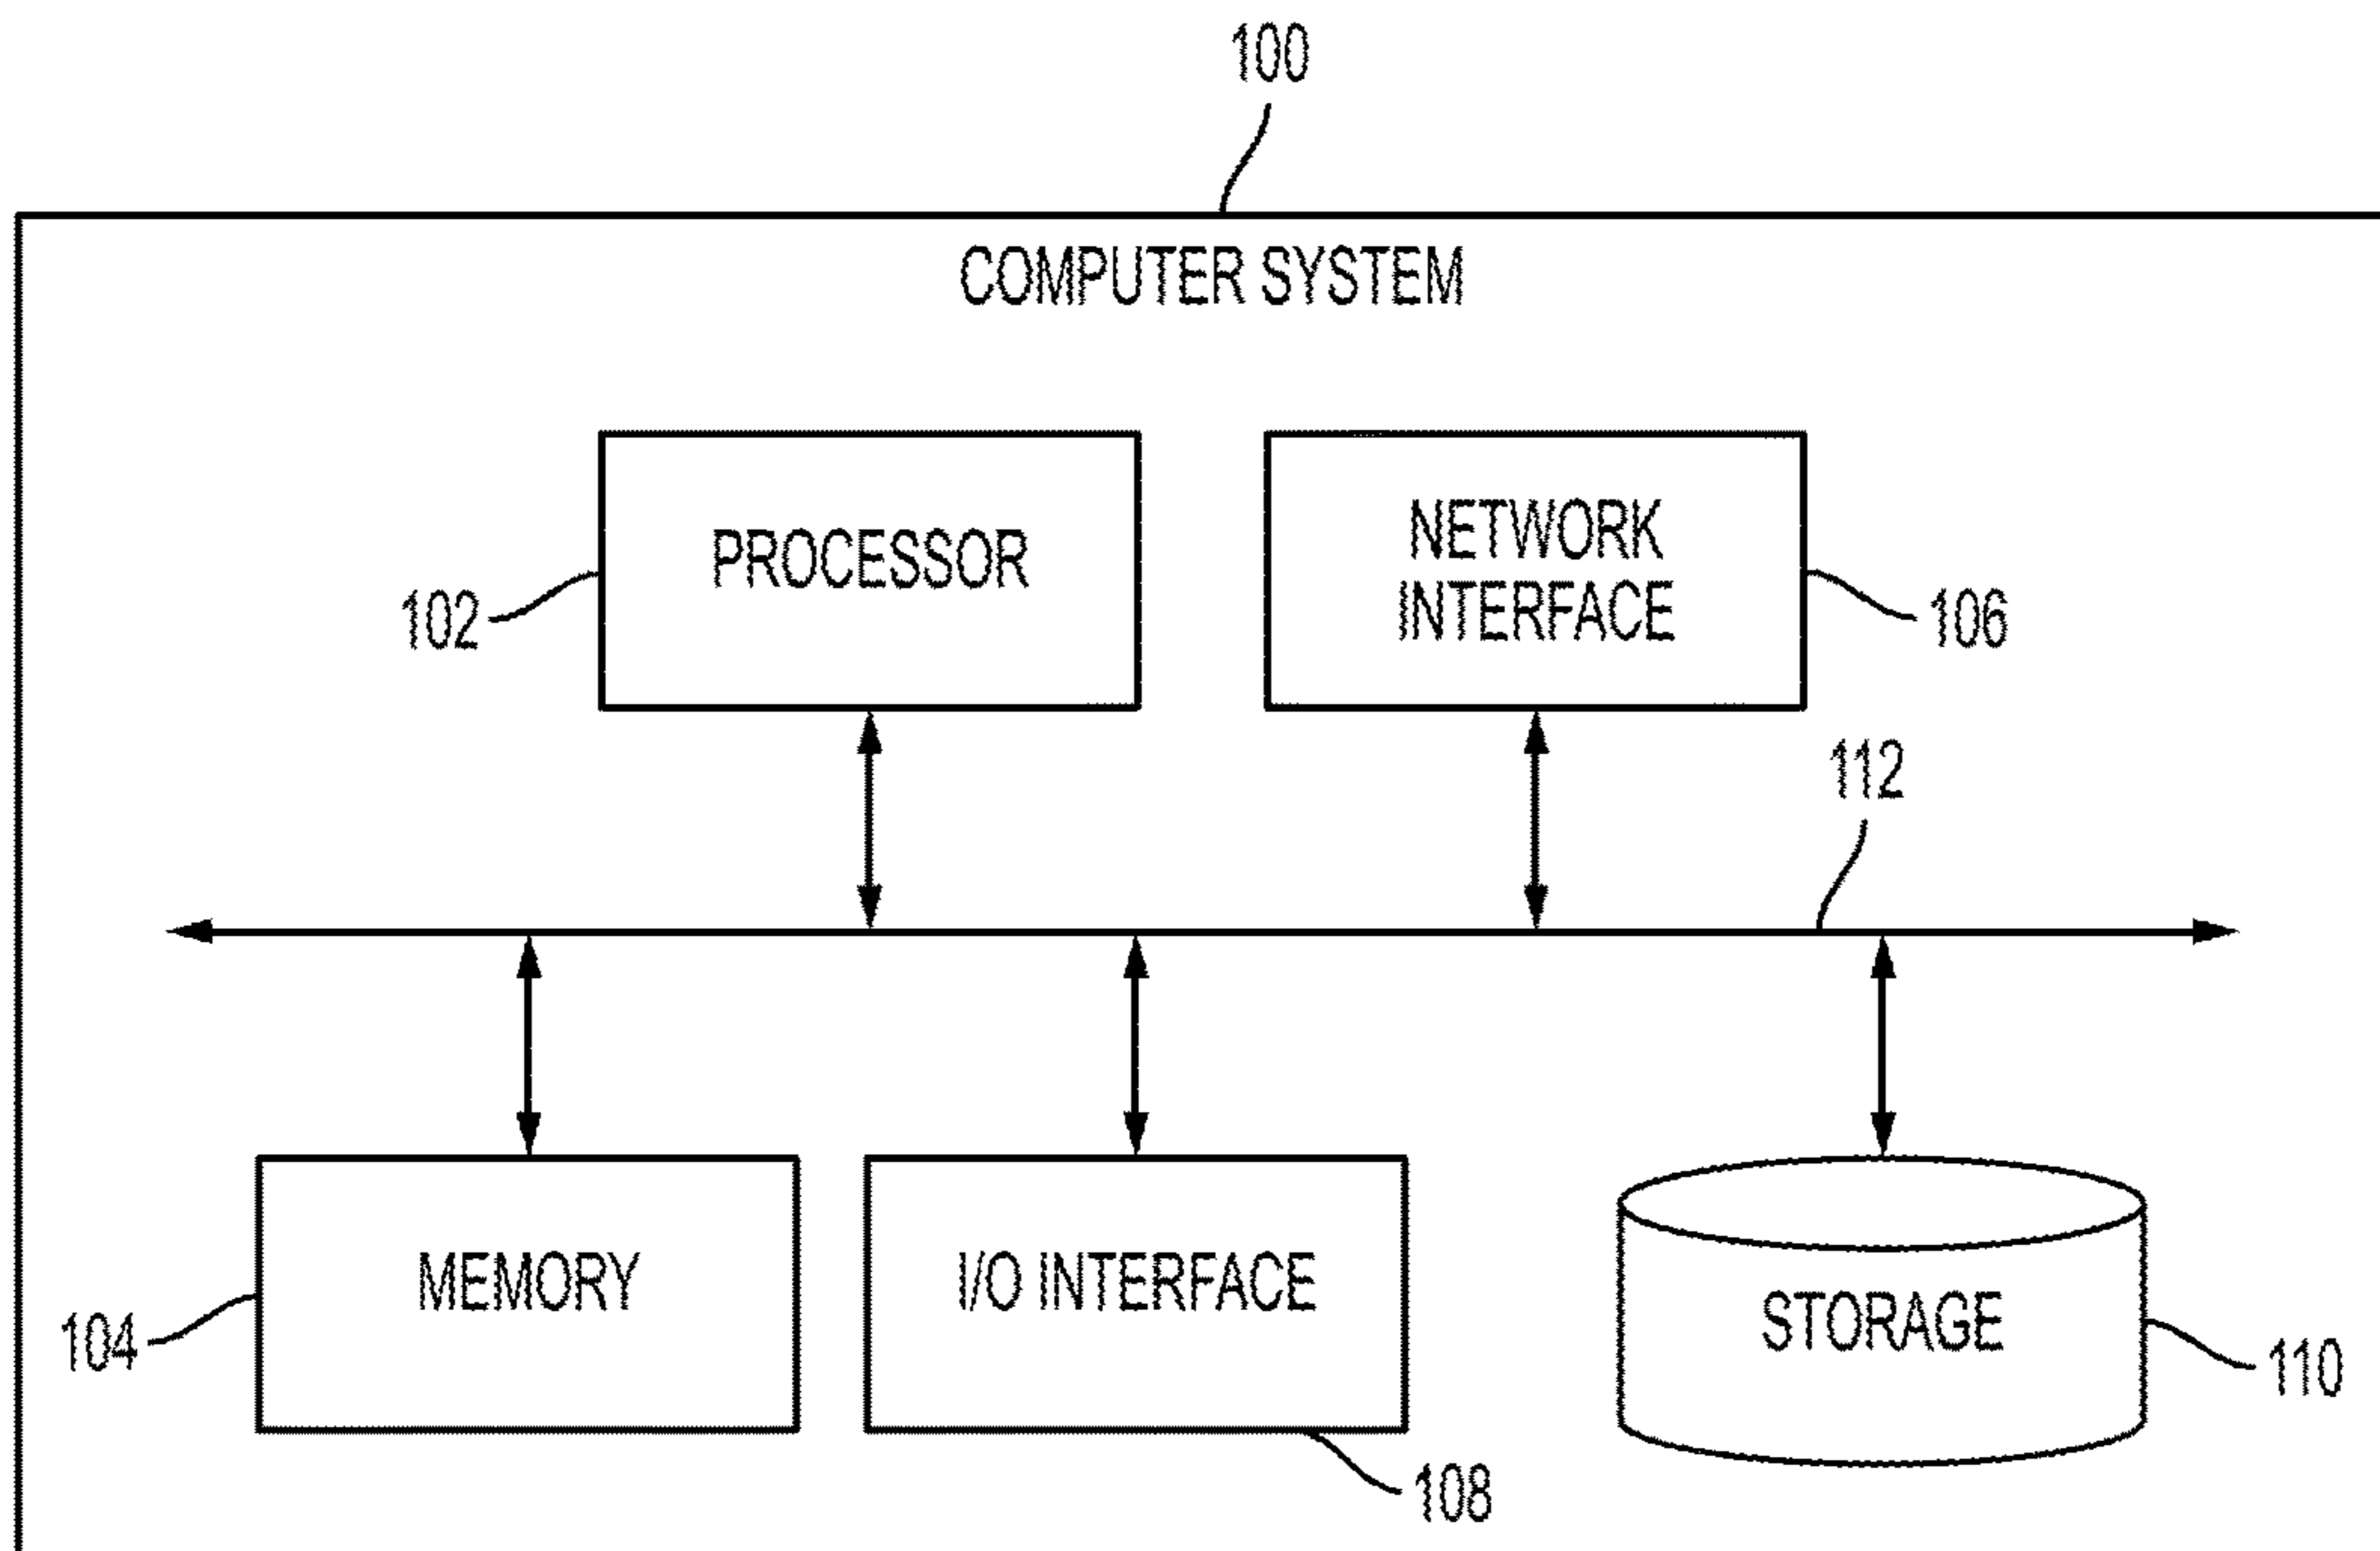 100
COMPUTER SYSTEM
PROCESSOR
NETWORK
INTERFACE
102
106
112
MEMORY
I/O INTERFACE
STORAGE
104
110
108